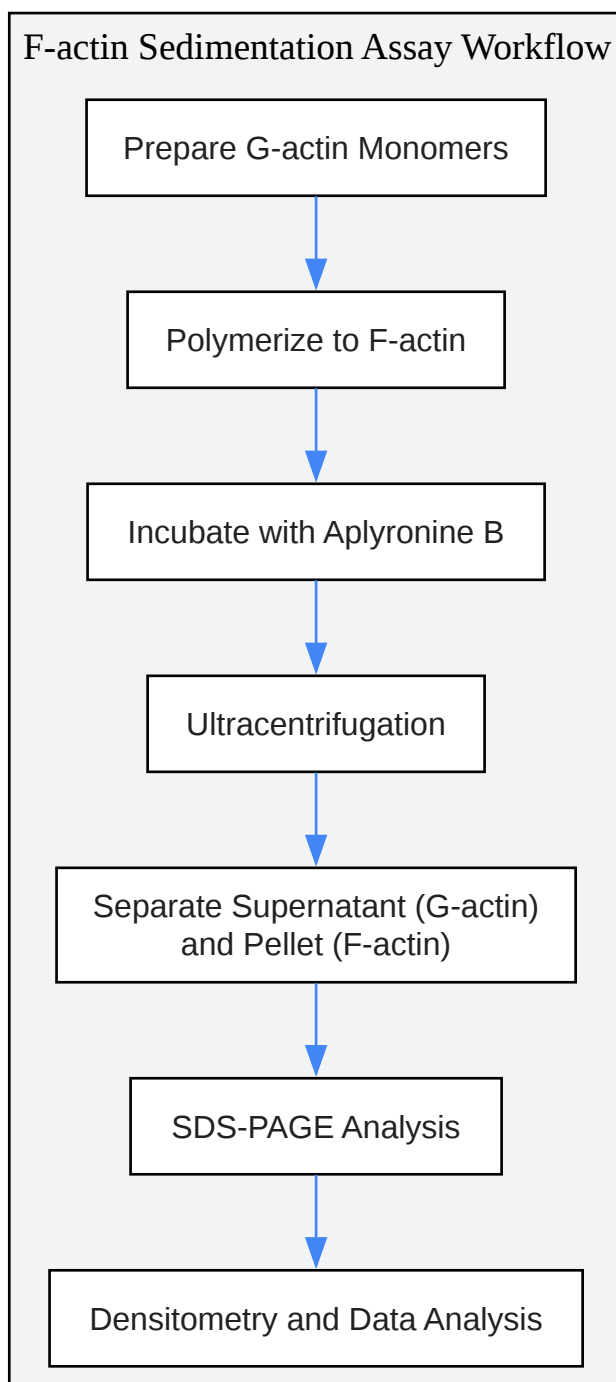 F-actin Sedimentation Assay Workflow
Prepare G-actin Monomers
Polymerize to F-actin
Incubate with Aplyronine B
Ultracentrifugation
Separate Supernatant (G-actin)
and Pellet (F-actin)
SDS-PAGE Analysis
Densitometry and Data Analysis